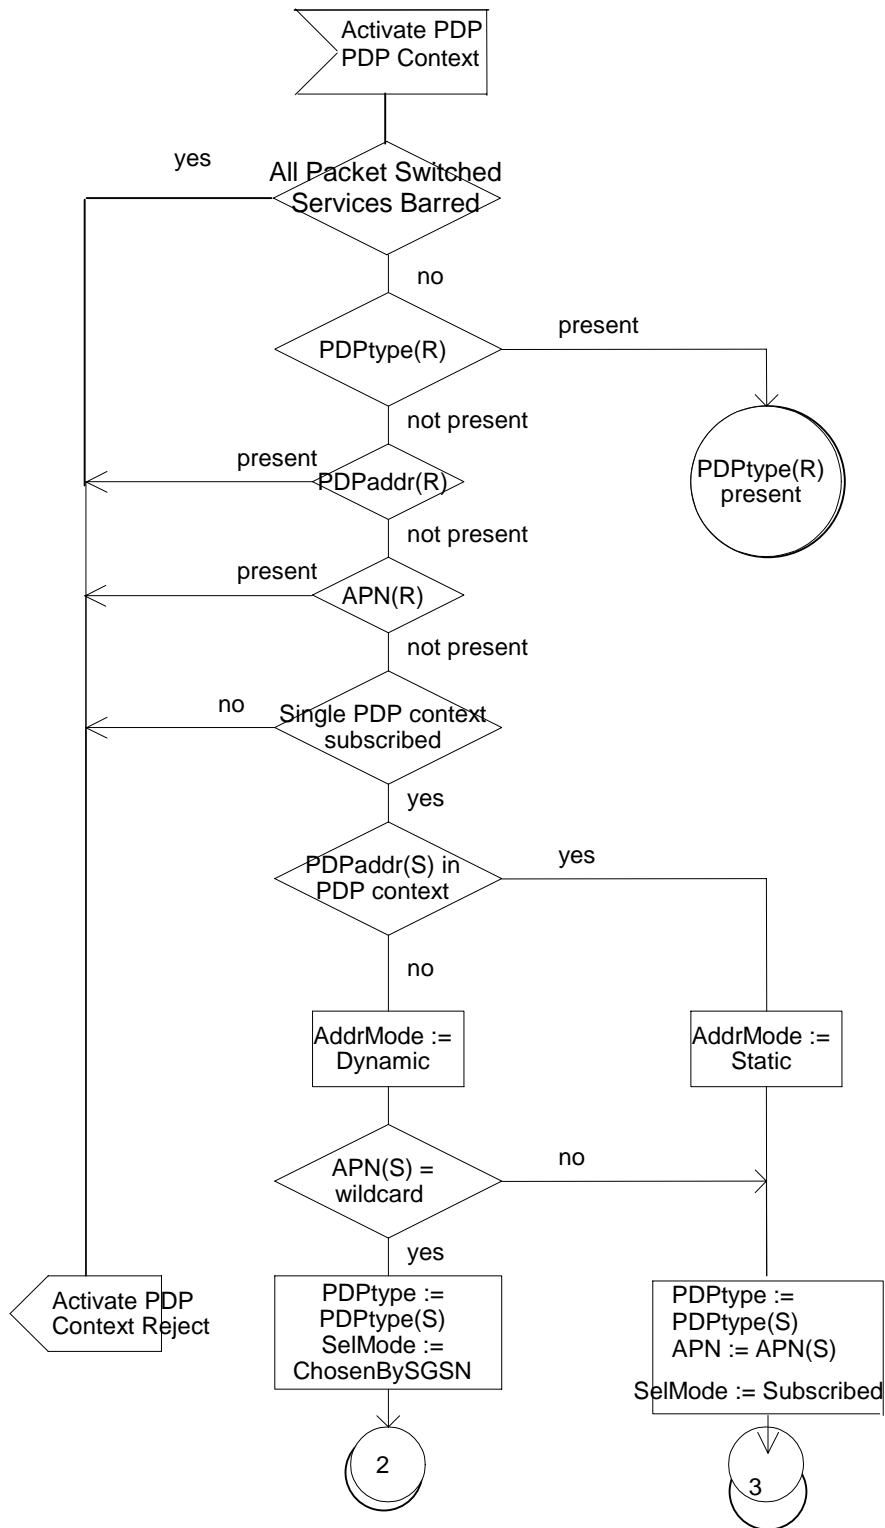 Activate PDP
PDP Context
yes
All Packet Switched
Services Barred
no
PDPtype(R)
present
not present
present
PDPaddr(R)
PDPtype(R)
present
not present
present
APN(R)
not present
no
Single PDP context
subscribed
yes
PDPaddr(S) in
PDP context
yes
no
AddrMode :=
Dynamic
AddrMode :=
Static
APN(S) =
wildcard
no
yes
Activate PDP
Context Reject
PDPtype :=
PDPtype(S)
SelMode :=
ChosenBySGSN
PDPtype :=
PDPtype(S)
APN := APN(S)
SelMode := Subscribed
2
3